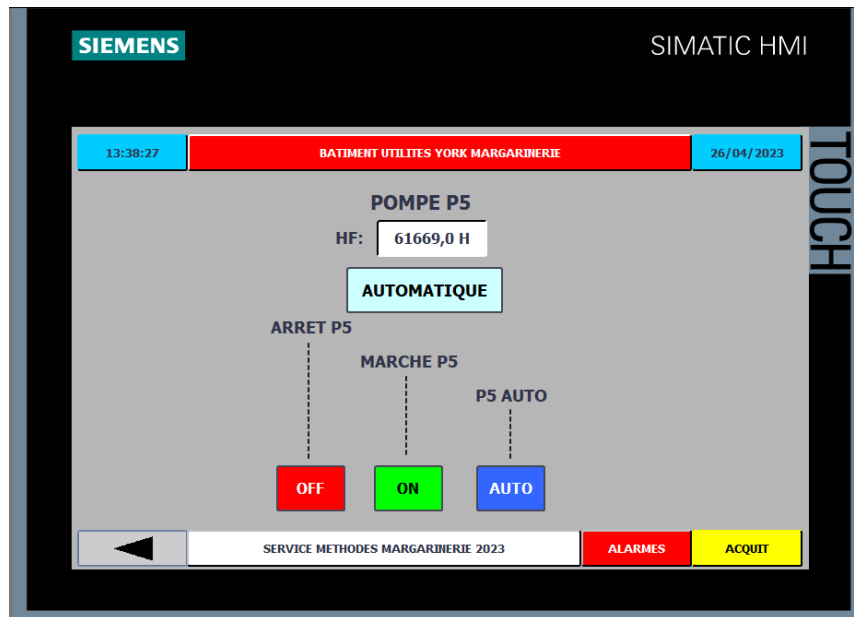 SIEMENS
SIMATIC HMI
TOUCH
13:38:27
BATIMENT UTILITES YORK MARGARINERIE
26/04/2023
POMPE P5
HF: 61669,0 H
AUTOMATIQUE
ARRET P5
MARCHE P5
P5 AUTO
OFF
ON
AUTO
SERVICE METHODES MARGARINERIE 2023
ALARMES
ACQUIT